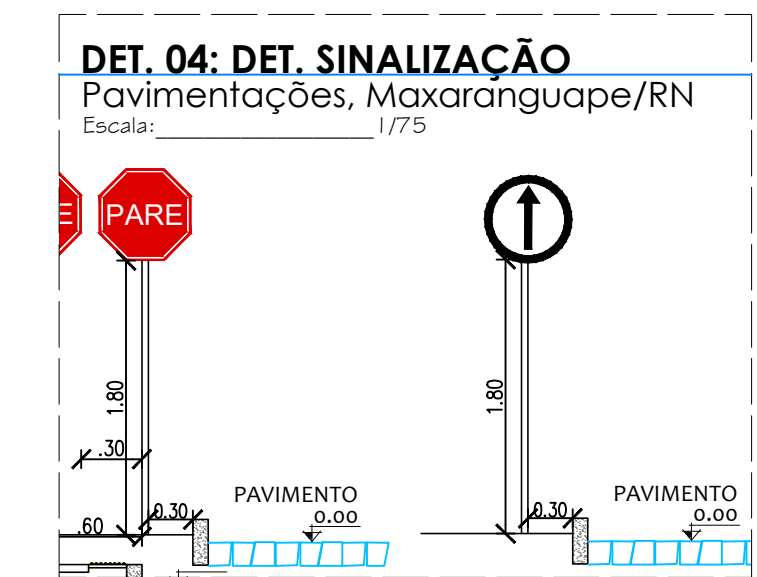 DET. 04: DET. SINALIZAÇÃO
Pavimentações, Maxaranguape/RN
Escala:__________________1/75
E
PARE
1.80
1.80
.30
0.30
PAVIMENTO
0.00
0.30
PAVIMENTO
0.00
.60